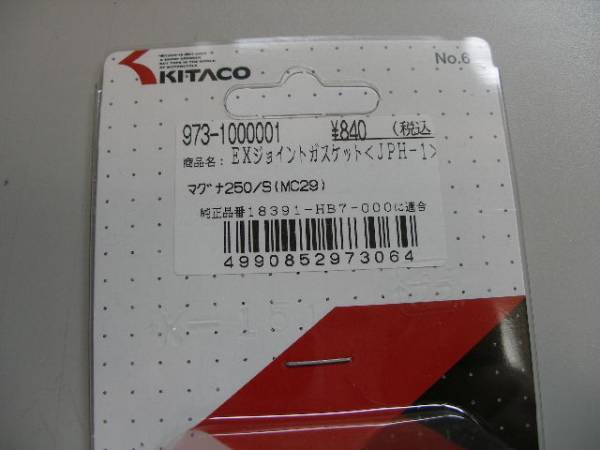 KITACO
No.6
973-1000001 ¥840 (税込
商品名: EXジョイントガスケット<JPH-1>
マグナ250/S(MC29)
純正品番18391-HB7-000に適合
4990852973064